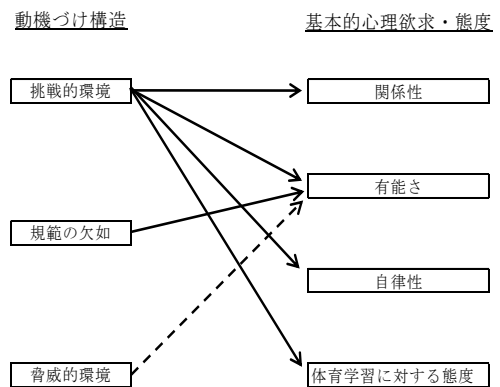 動機づけ構造
基本的心理欲求・態度
挑戦的環境
関係性
有能さ
規範の欠如
自律性
脅威的環境
体育学習に対する態度